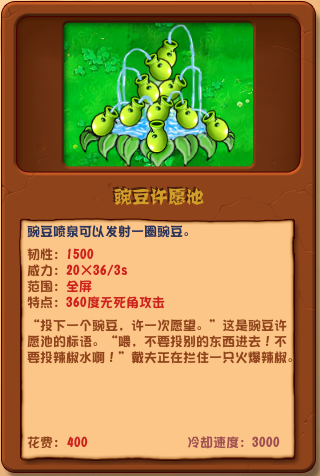 豌豆许愿池
豌豆喷泉可以发射一圈豌豆。
韧性：1500
威力：20×36/3s
范围：全屏
特点：360度无死角攻击
“投下一个豌豆，许一次愿望。”这是豌豆许
愿池的标语。“喂，不要投别的东西进去！不
要投辣椒水啊！”戴夫正在拦住一只火爆辣椒。
花费：400
冷却速度：3000